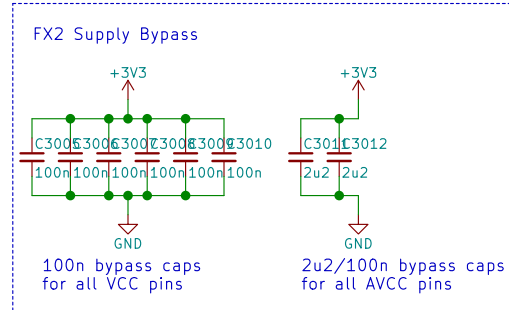 FX2 Supply Bypass
+3V3 +3V3
C3005 C3006 C3007 C3008 C3009 C3010 C3011 C3012
100n 100n 100n 100n 100n 100n 2u2 2u2
GND GND
100n bypass caps
for all VCC pins
2u2/100n bypass caps
for all AVCC pins